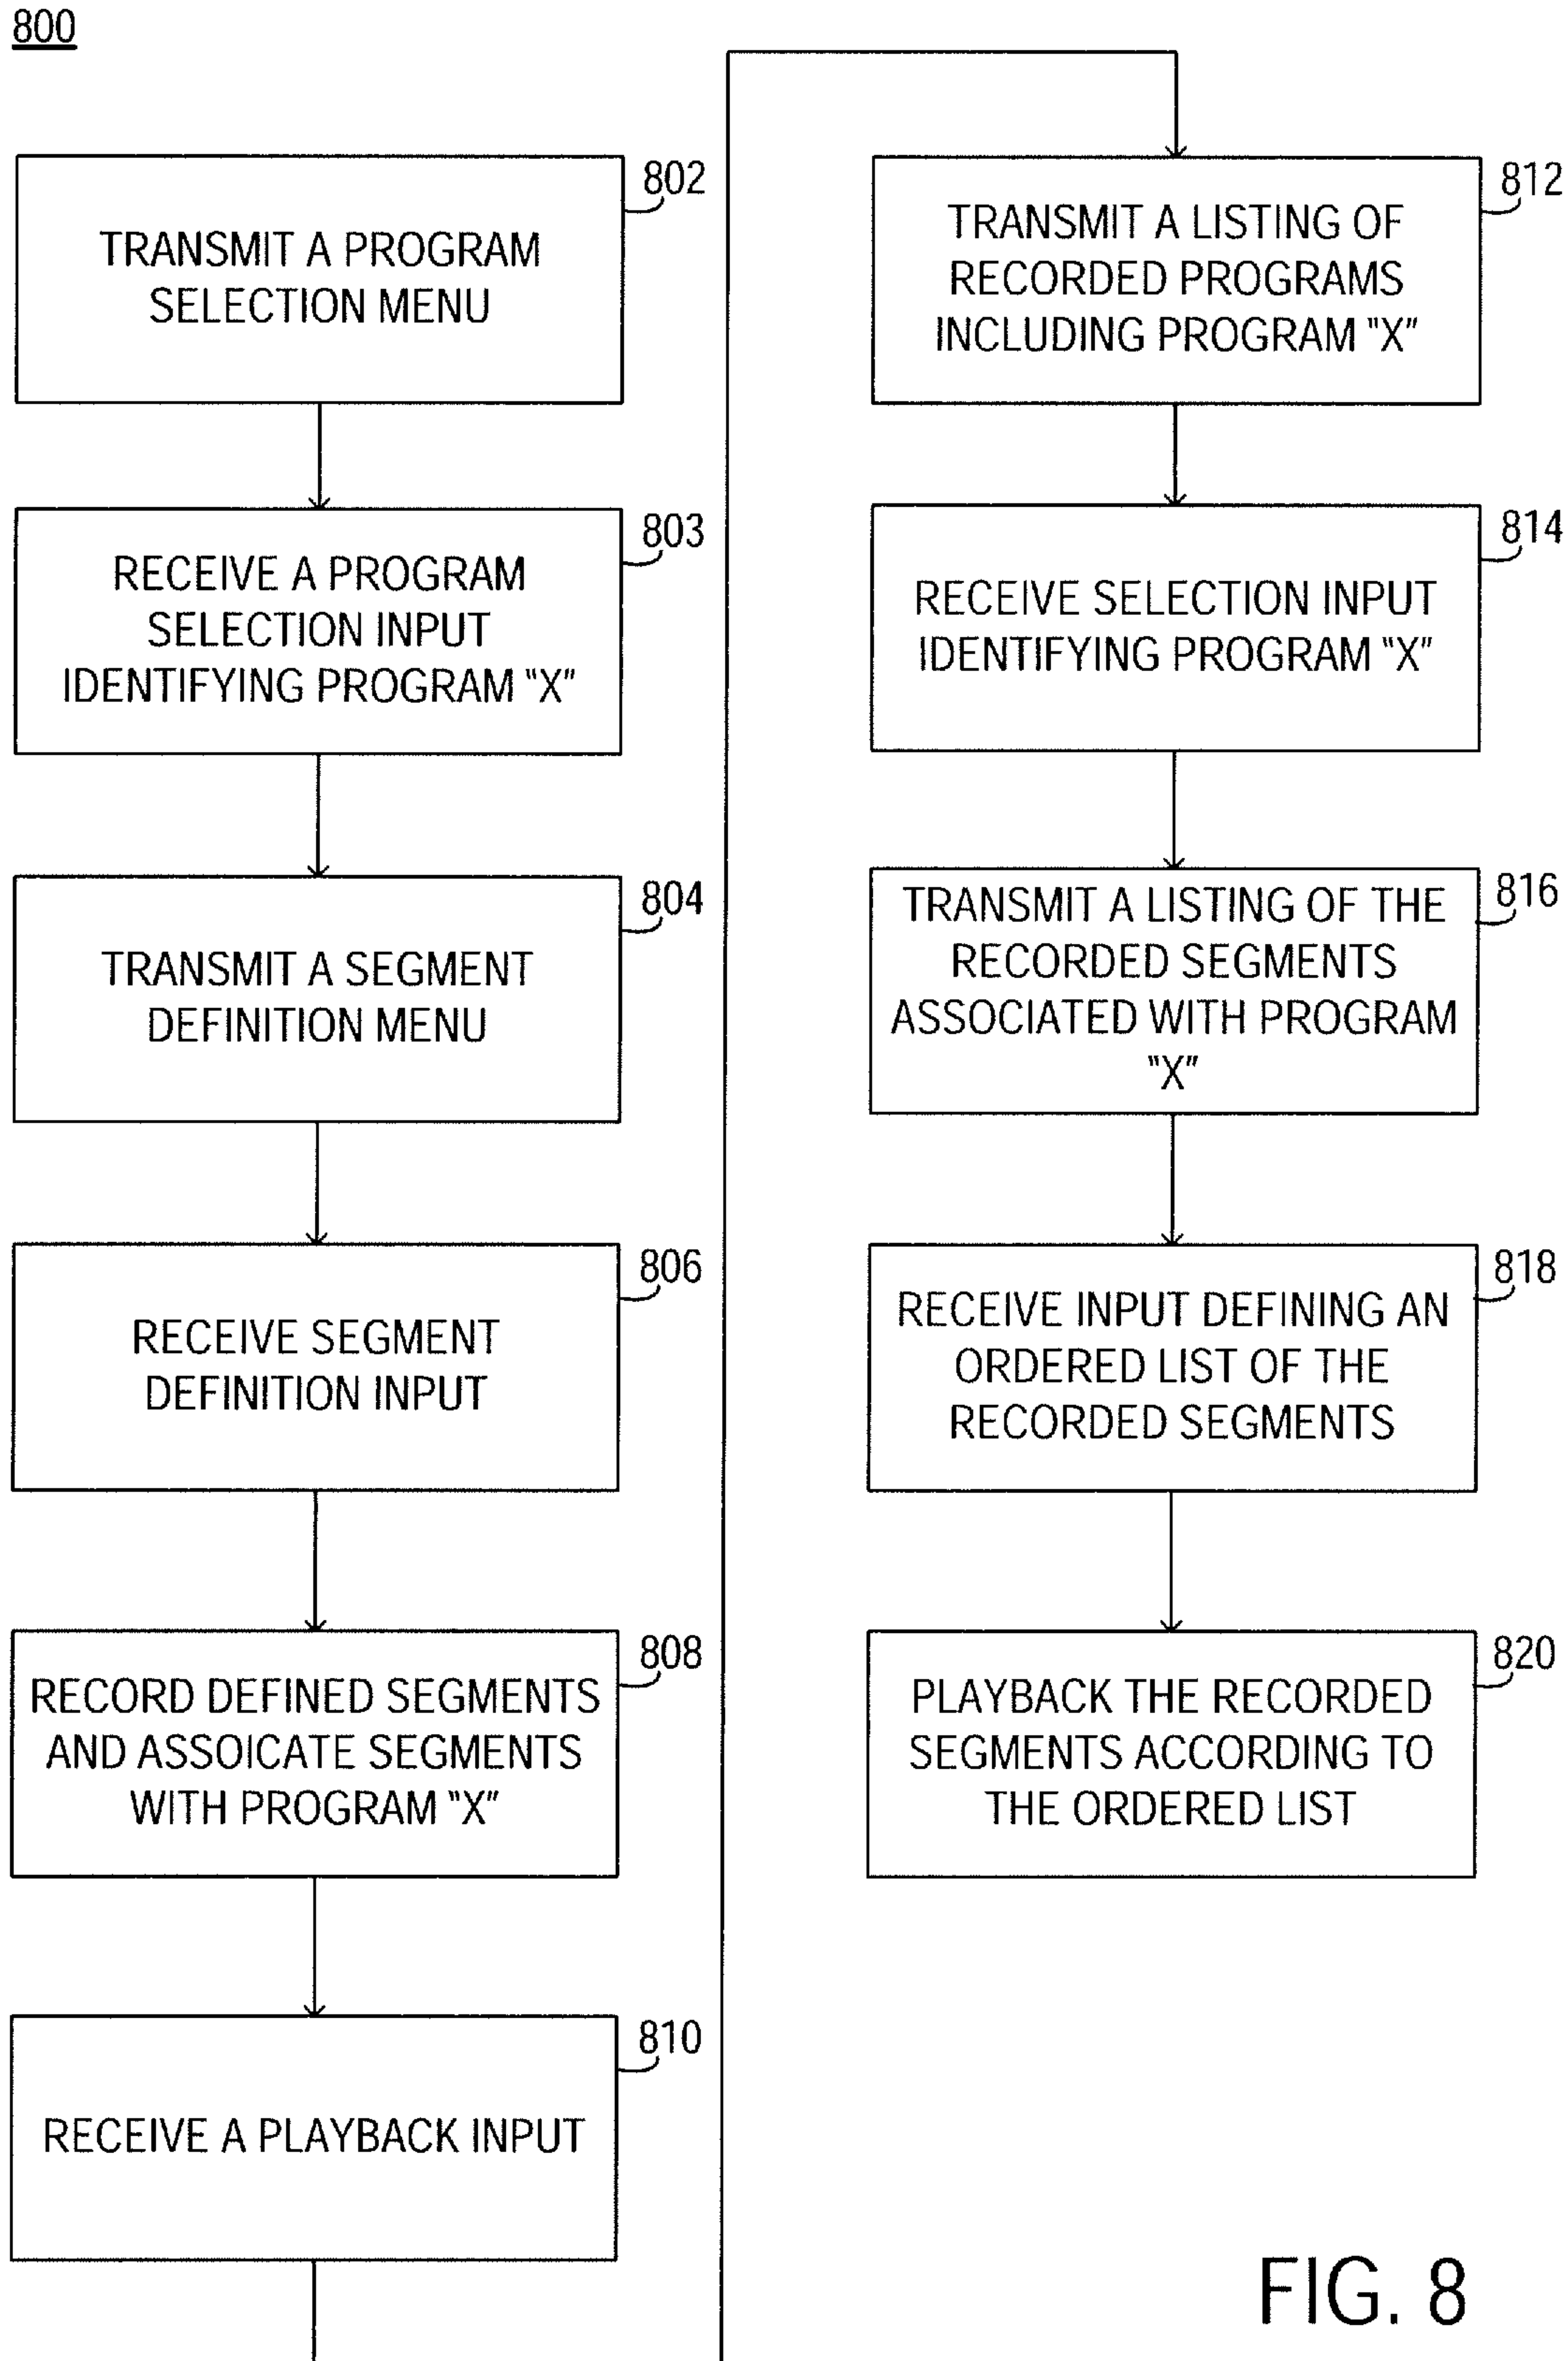 800
802
TRANSMIT A PROGRAM
SELECTION MENU
803
RECEIVE A PROGRAM
SELECTION INPUT
IDENTIFYING PROGRAM "X"
804
TRANSMIT A SEGMENT
DEFINITION MENU
806
RECEIVE SEGMENT
DEFINITION INPUT
808
RECORD DEFINED SEGMENTS
AND ASSOICATE SEGMENTS
WITH PROGRAM "X"
810
RECEIVE A PLAYBACK INPUT
812
TRANSMIT A LISTING OF
RECORDED PROGRAMS
INCLUDING PROGRAM "X"
814
RECEIVE SELECTION INPUT
IDENTIFYING PROGRAM "X"
816
TRANSMIT A LISTING OF THE
RECORDED SEGMENTS
ASSOCIATED WITH PROGRAM
"X"
818
RECEIVE INPUT DEFINING AN
ORDERED LIST OF THE
RECORDED SEGMENTS
820
PLAYBACK THE RECORDED
SEGMENTS ACCORDING TO
THE ORDERED LIST
FIG. 8